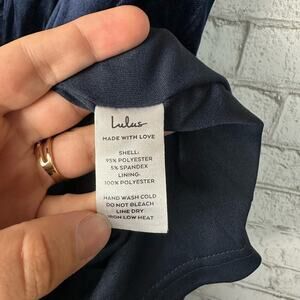 Lulus
MADE WITH LOVE
SHELL:
95% POLYESTER
5% SPANDEX
LINING:
100% POLYESTER
HAND WASH COLD
DO NOT BLEACH
LINE DRY
IRON LOW HEAT